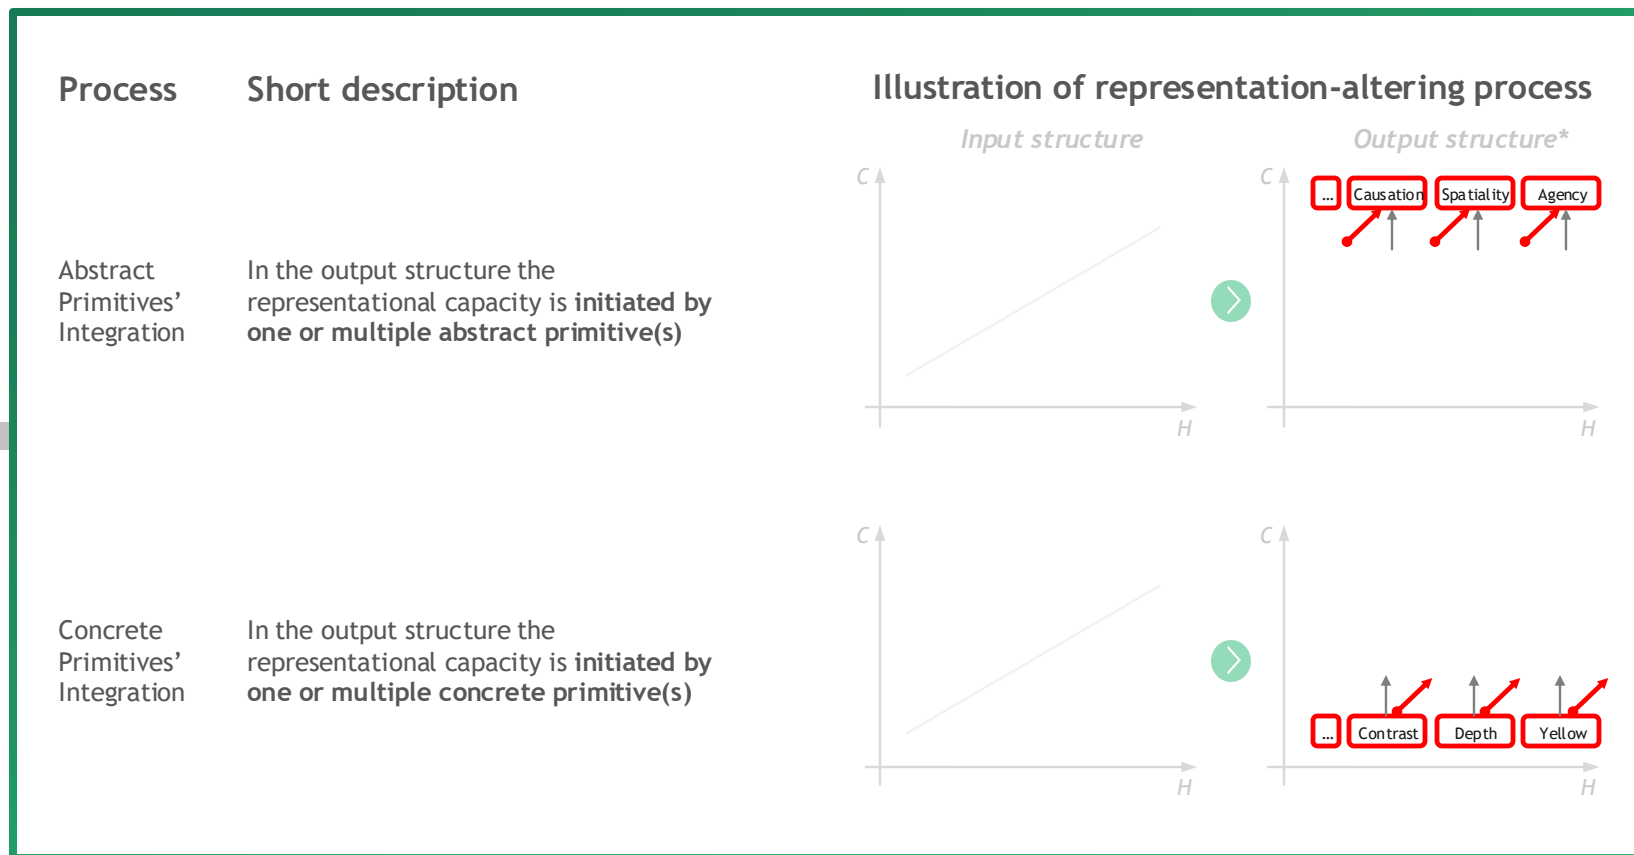 Process
Short description
Illustration of representation-altering process
Input structure
Output structure*
Abstract
Primitives’
Integration
In the output structure the
representational capacity is initiated by
one or multiple abstract primitive(s)
C
H
C
... Causation Spatiality Agency
H
Concrete
Primitives’
Integration
In the output structure the
representational capacity is initiated by
one or multiple concrete primitive(s)
C
H
C
... Contrast Depth Yellow
H